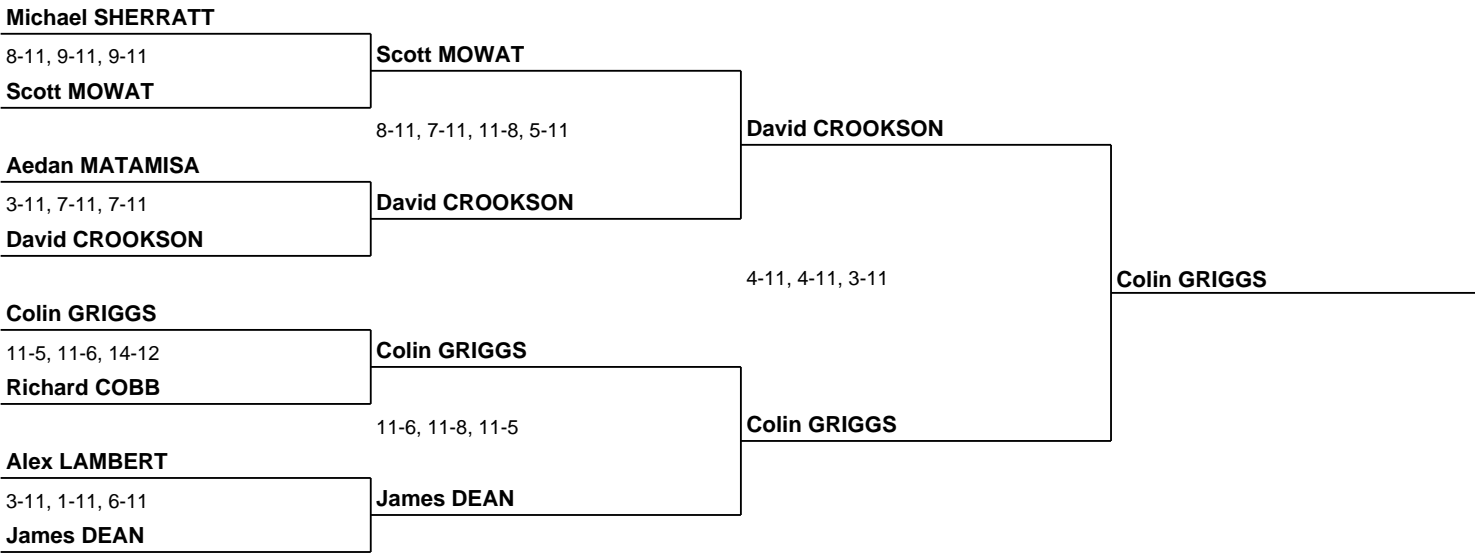 Michael SHERRATT
8-11, 9-11, 9-11
Scott MOWAT
Scott MOWAT
8-11, 7-11, 11-8, 5-11
David CROOKSON
Aedan MATAMISA
3-11, 7-11, 7-11
David CROOKSON
David CROOKSON
4-11, 4-11, 3-11
Colin GRIGGS
Colin GRIGGS
11-5, 11-6, 14-12
Colin GRIGGS
Richard COBB
11-6, 11-8, 11-5
Colin GRIGGS
Alex LAMBERT
3-11, 1-11, 6-11
James DEAN
James DEAN